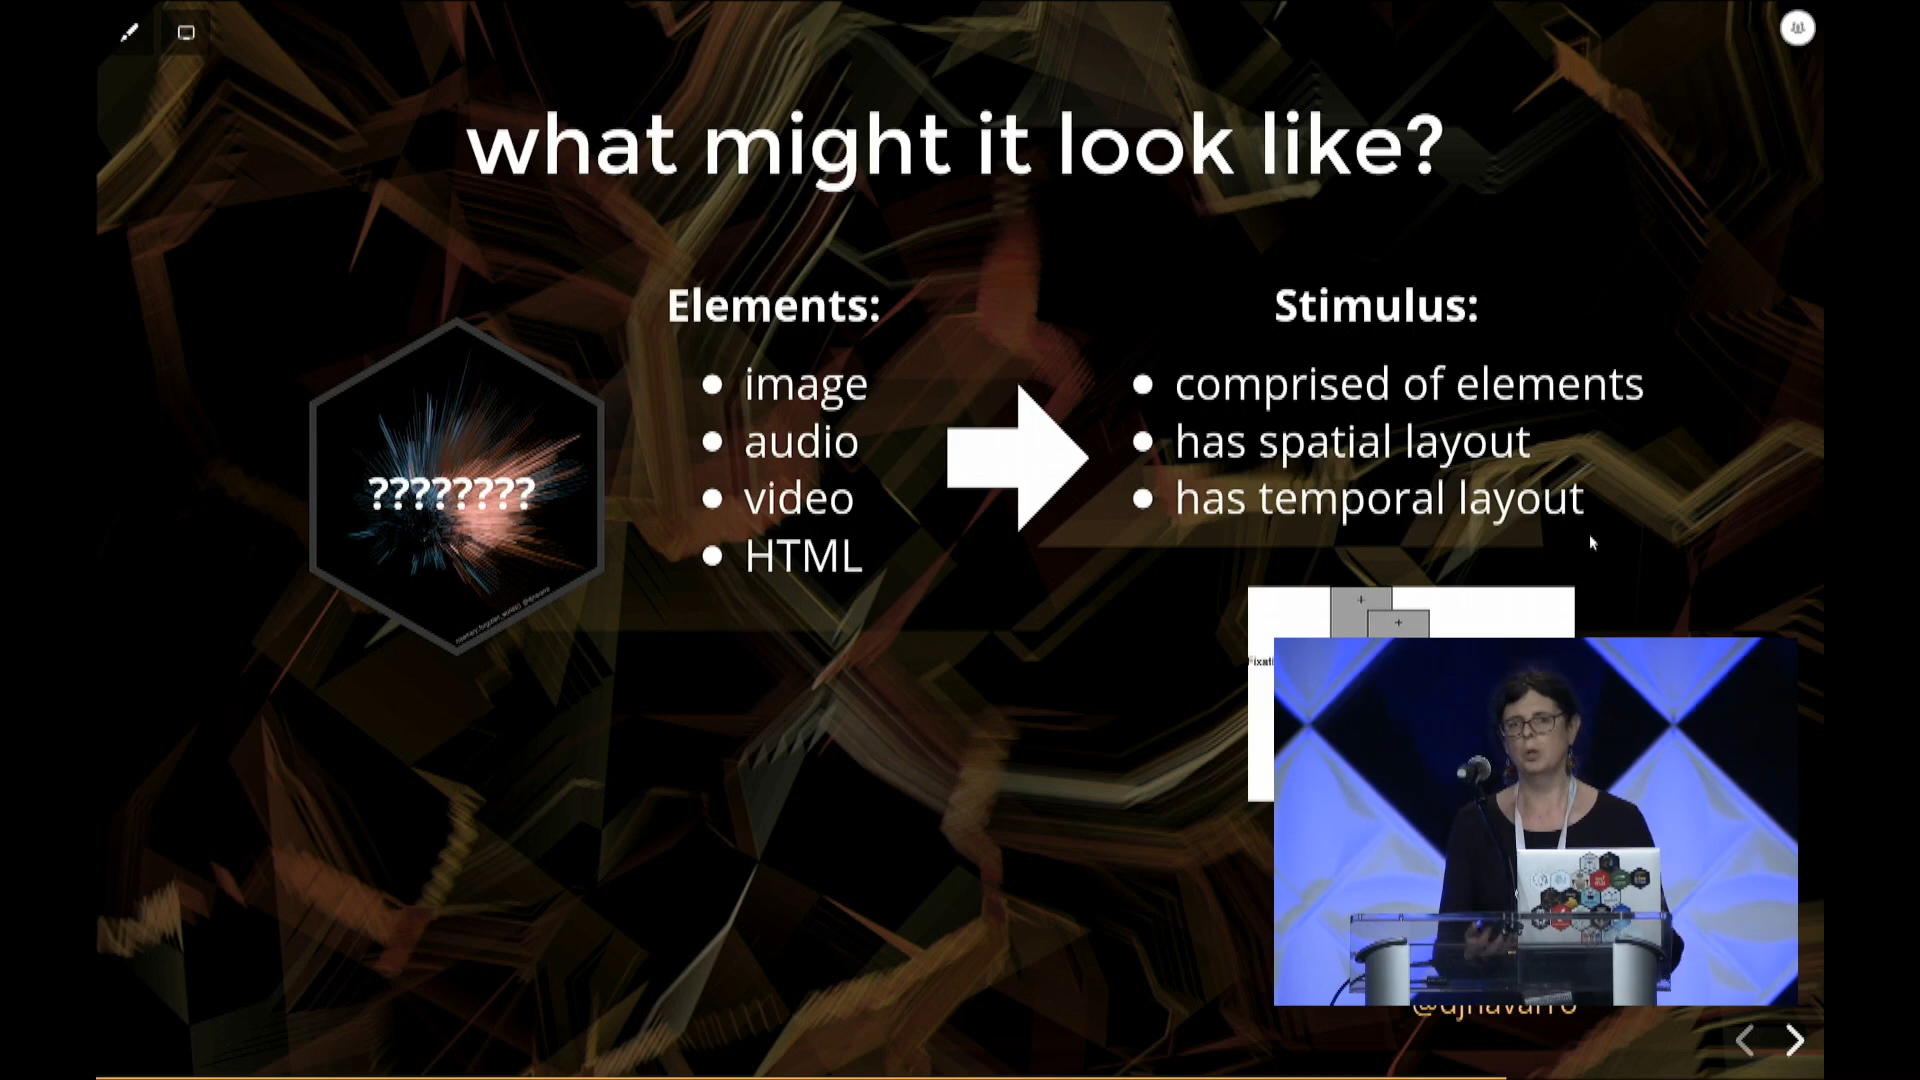 what might it look like?
Elements:
image
audio
video
HTML
????????
Stimulus:
comprised of elements
has spatial layout
has temporal layout
@djnavarro